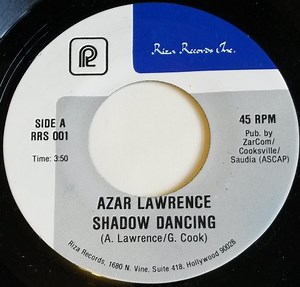 Riza Records Inc.
SIDE A
RRS 001
Time: 3:50
45 RPM
Pub. by
ZarCom/
Cooksville/
Saudia (ASCAP)
AZAR LAWRENCE
SHADOW DANCING
(A. Lawrence/G. Cook)
Riza Records, 1680 N. Vine, Suite 418, Hollywood 90028